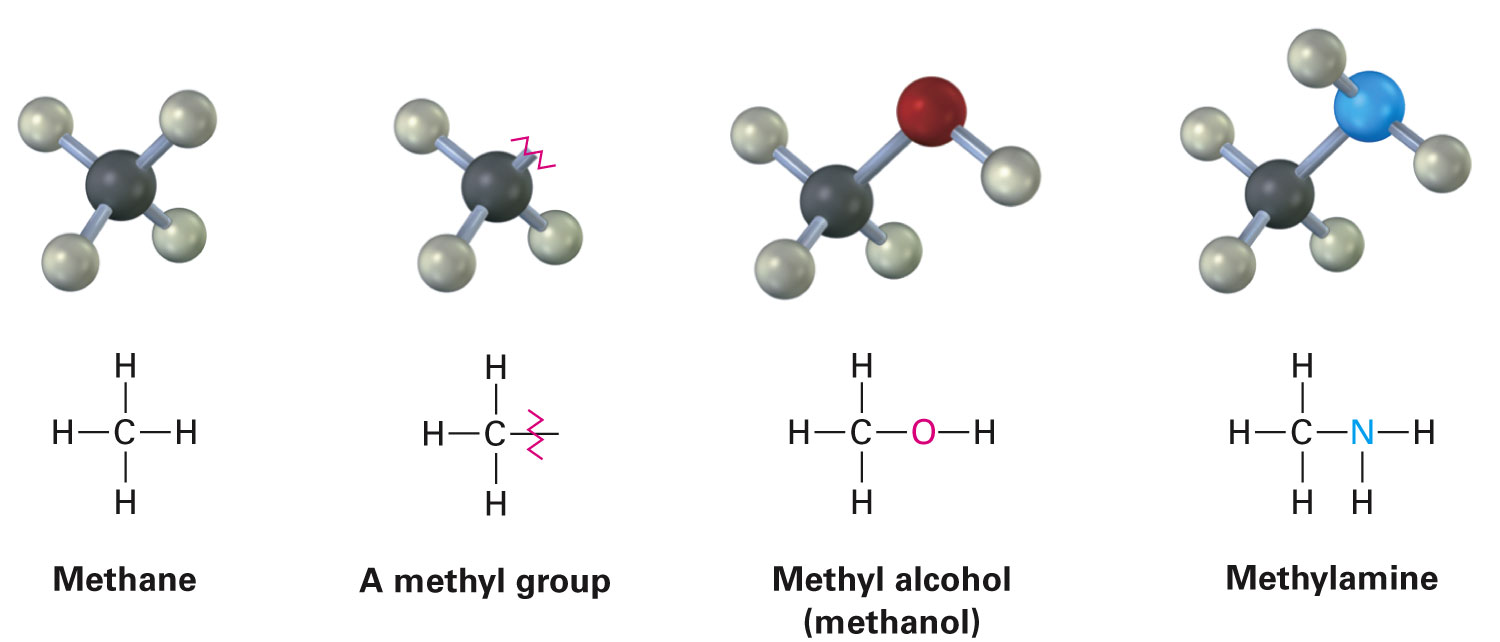 H H H H
H C H H C H C O H H C N H
H H H H H
Methane A methyl group Methyl alcohol Methylamine
(methanol)